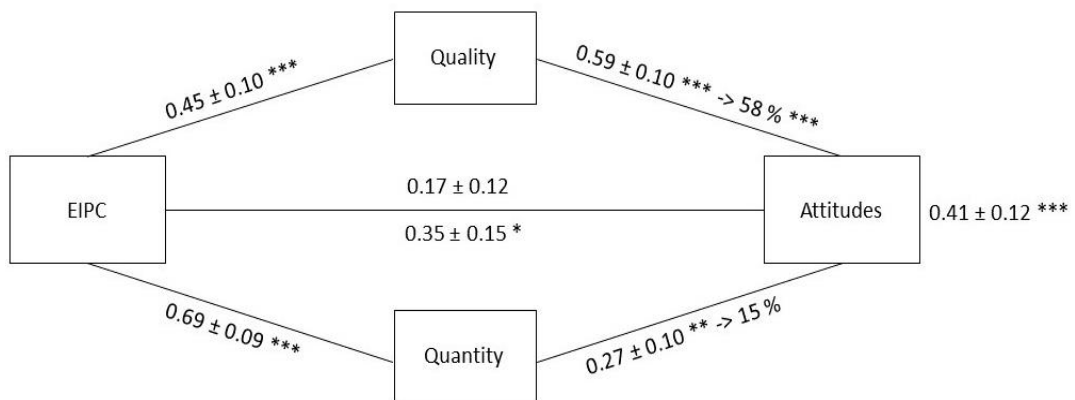 Quality
0.45 ± 0.10 ***
0.59 ± 0.10 *** -> 58 % ***
EIPC
0.17 ± 0.12
0.35 ± 0.15 *
Attitudes
0.41 ± 0.12 ***
0.69 ± 0.09 ***
Quantity
0.27 ± 0.10 ** -> 15 %